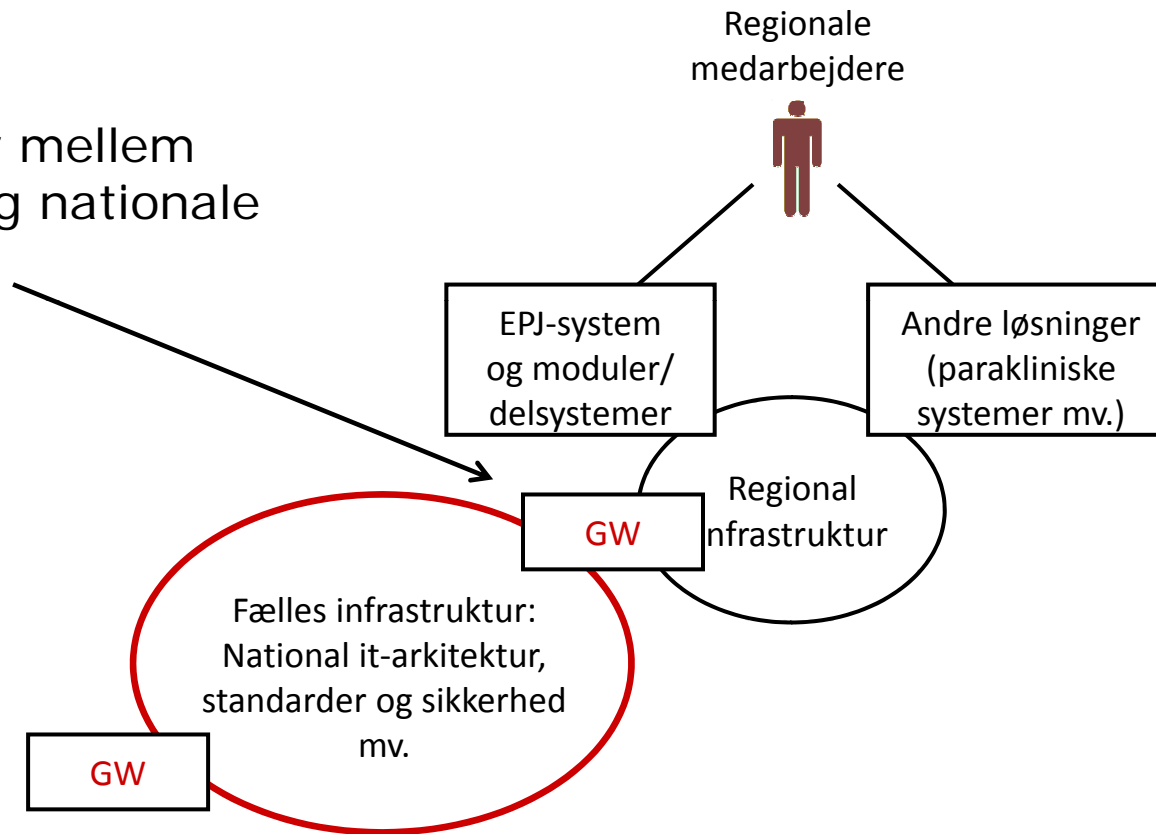 Regionale
medarbejdere
mellem
nationale
EPJ-system
og moduler/
delsystemer
Andre løsninger
(parakliniske
systemer mv.)
Regional
nfrastruktur
GW
Fælles infrastruktur:
National it-arkitektur,
standarder og sikkerhed
mv.
GW